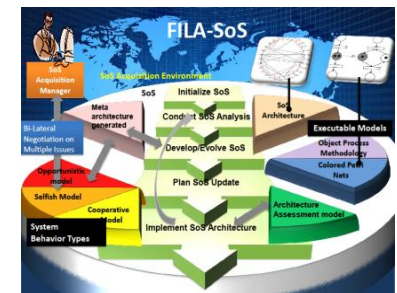 FILA-SoS
SoS
Acquisition
Manager
SoS Acquisition Environment
SoS
Initialize SoS
Meta
architecture
generated
Conduct SoS Analysis
SoS
Architecture
Executable Models
Bi-Lateral
Negotiation on
Multiple Issues
Develop/Evolve SoS
Object Process
Methodology
Colored Petri
Nets
Opportunistic
model
Plan SoS Update
Selfish Model
Cooperative
Model
Architecture
Assessment model
System
Behavior Types
Implement SoS Architecture